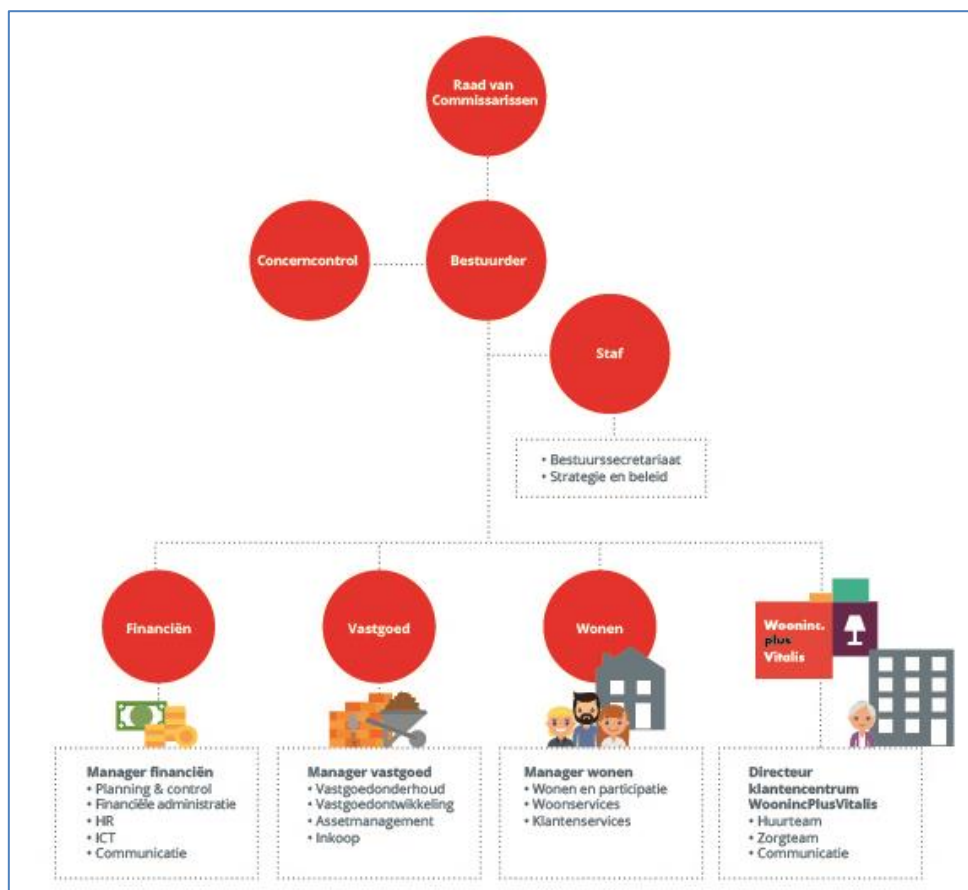 Raad van
Commissarissen
Concerncontrol
Bestuurder
Staf
• Bestuurssecretariaat
• Strategie en beleid
Financiën
Vastgoed
Wonen
Wooninc.
plus
Vitalis
Manager financiën
• Planning & control
• Financiële administratie
• HR
• ICT
• Communicatie
Manager vastgoed
• Vastgoedonderhoud
• Vastgoedontwikkeling
• Assetmanagement
• Inkoop
Manager wonen
• Wonen en participatie
• Woonservices
• Klantenservices
Directeur
klantencentrum
WoonincPlusVitalis
• Huurteam
• Zorgteam
• Communicatie